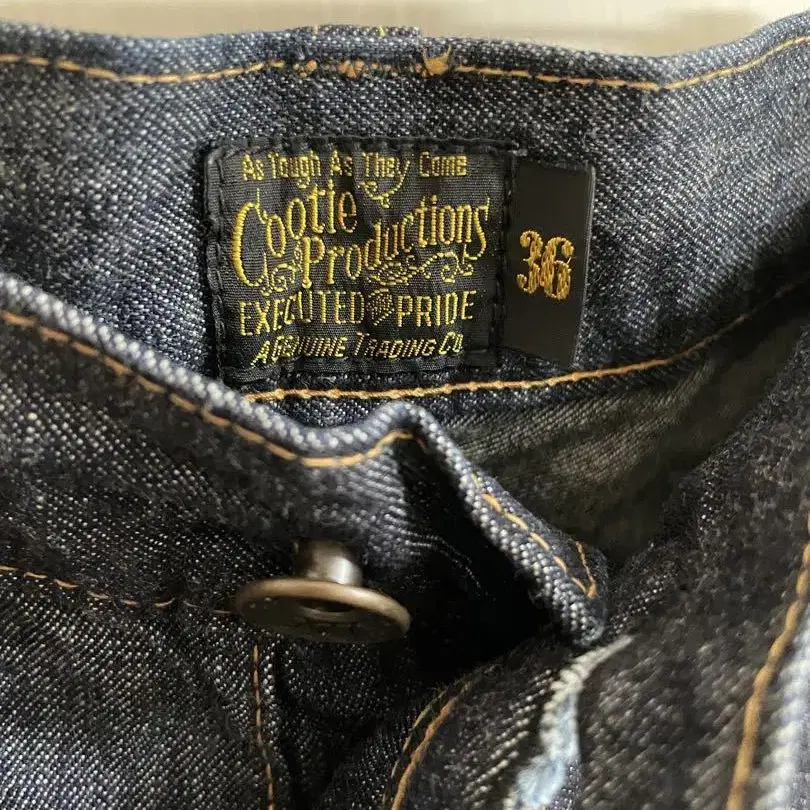 As Tough As They Come
Cootie
Productions
EXECUTED PRIDE
A GENUINE TRADING CO.
36